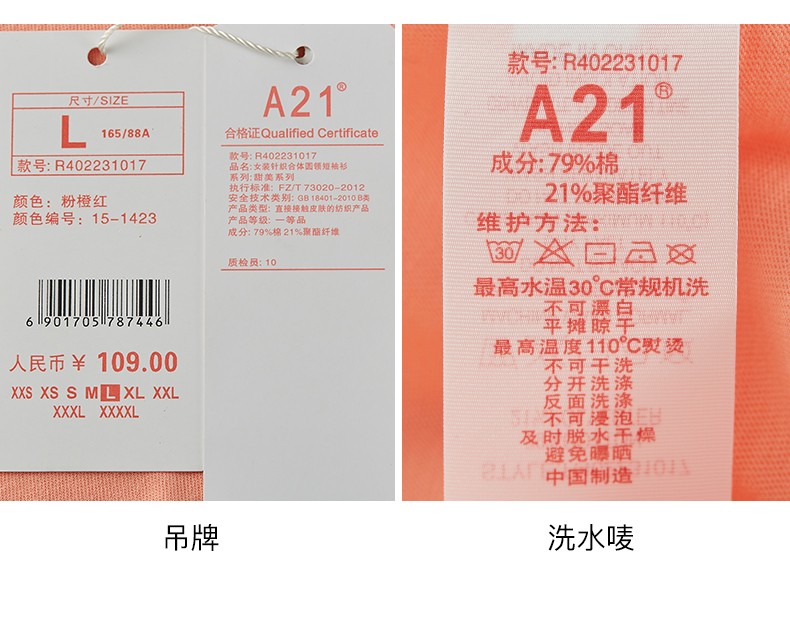 尺寸/SIZE
L 165/88A
款号: R402231017
颜色：粉橙红
颜色编号：15-1423
6 901705 787446
人民币￥ 109.00
XXS XS S M L XL XXL
XXXL XXXXL
A21®
合格证Qualified Certificate
款号: R402231017
品名: 女装针织合体圆领短袖衫
系列: 甜美系列
执行标准: FZ/T 73020-2012
安全技术类别: GB 18401-2010 B类
产品类型: 直接接触皮肤的纺织产品
产品等级: 一等品
成分: 79%棉 21%聚酯纤维
质检员: 10
款号: R402231017
A21®
成分: 79%棉
21%聚酯纤维
维护方法：
30
最高水温30°C常规机洗
不可漂白
平摊晾干
最高温度110°C熨烫
不可干洗
分开洗涤
反面洗涤
不可浸泡
及时脱水干燥
避免曝晒
中国制造
吊牌
洗水唛